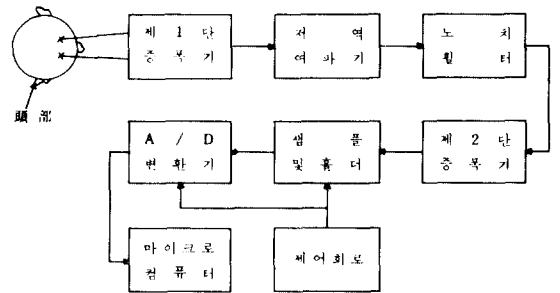 제 1 단
증 폭 기
저 역
여 파 기
노 치
필 터
頭 部
A / D
변 환 기
샘 플
및 홀 더
제 2 단
증 폭 기
마 이 크 로
컴 퓨 터
제 어 회 로